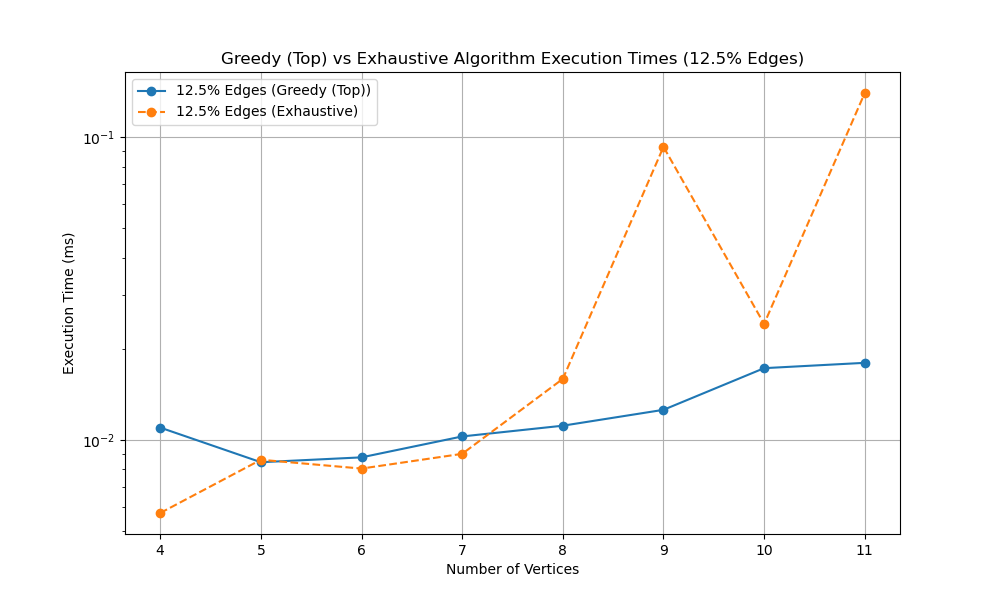 Greedy (Top) vs Exhaustive Algorithm Execution Times (12.5% Edges)
12.5% Edges (Greedy (Top))
12.5% Edges (Exhaustive)
10⁻¹
10⁻²
Execution Time (ms)
4 5 6 7 8 9 10 11
Number of Vertices